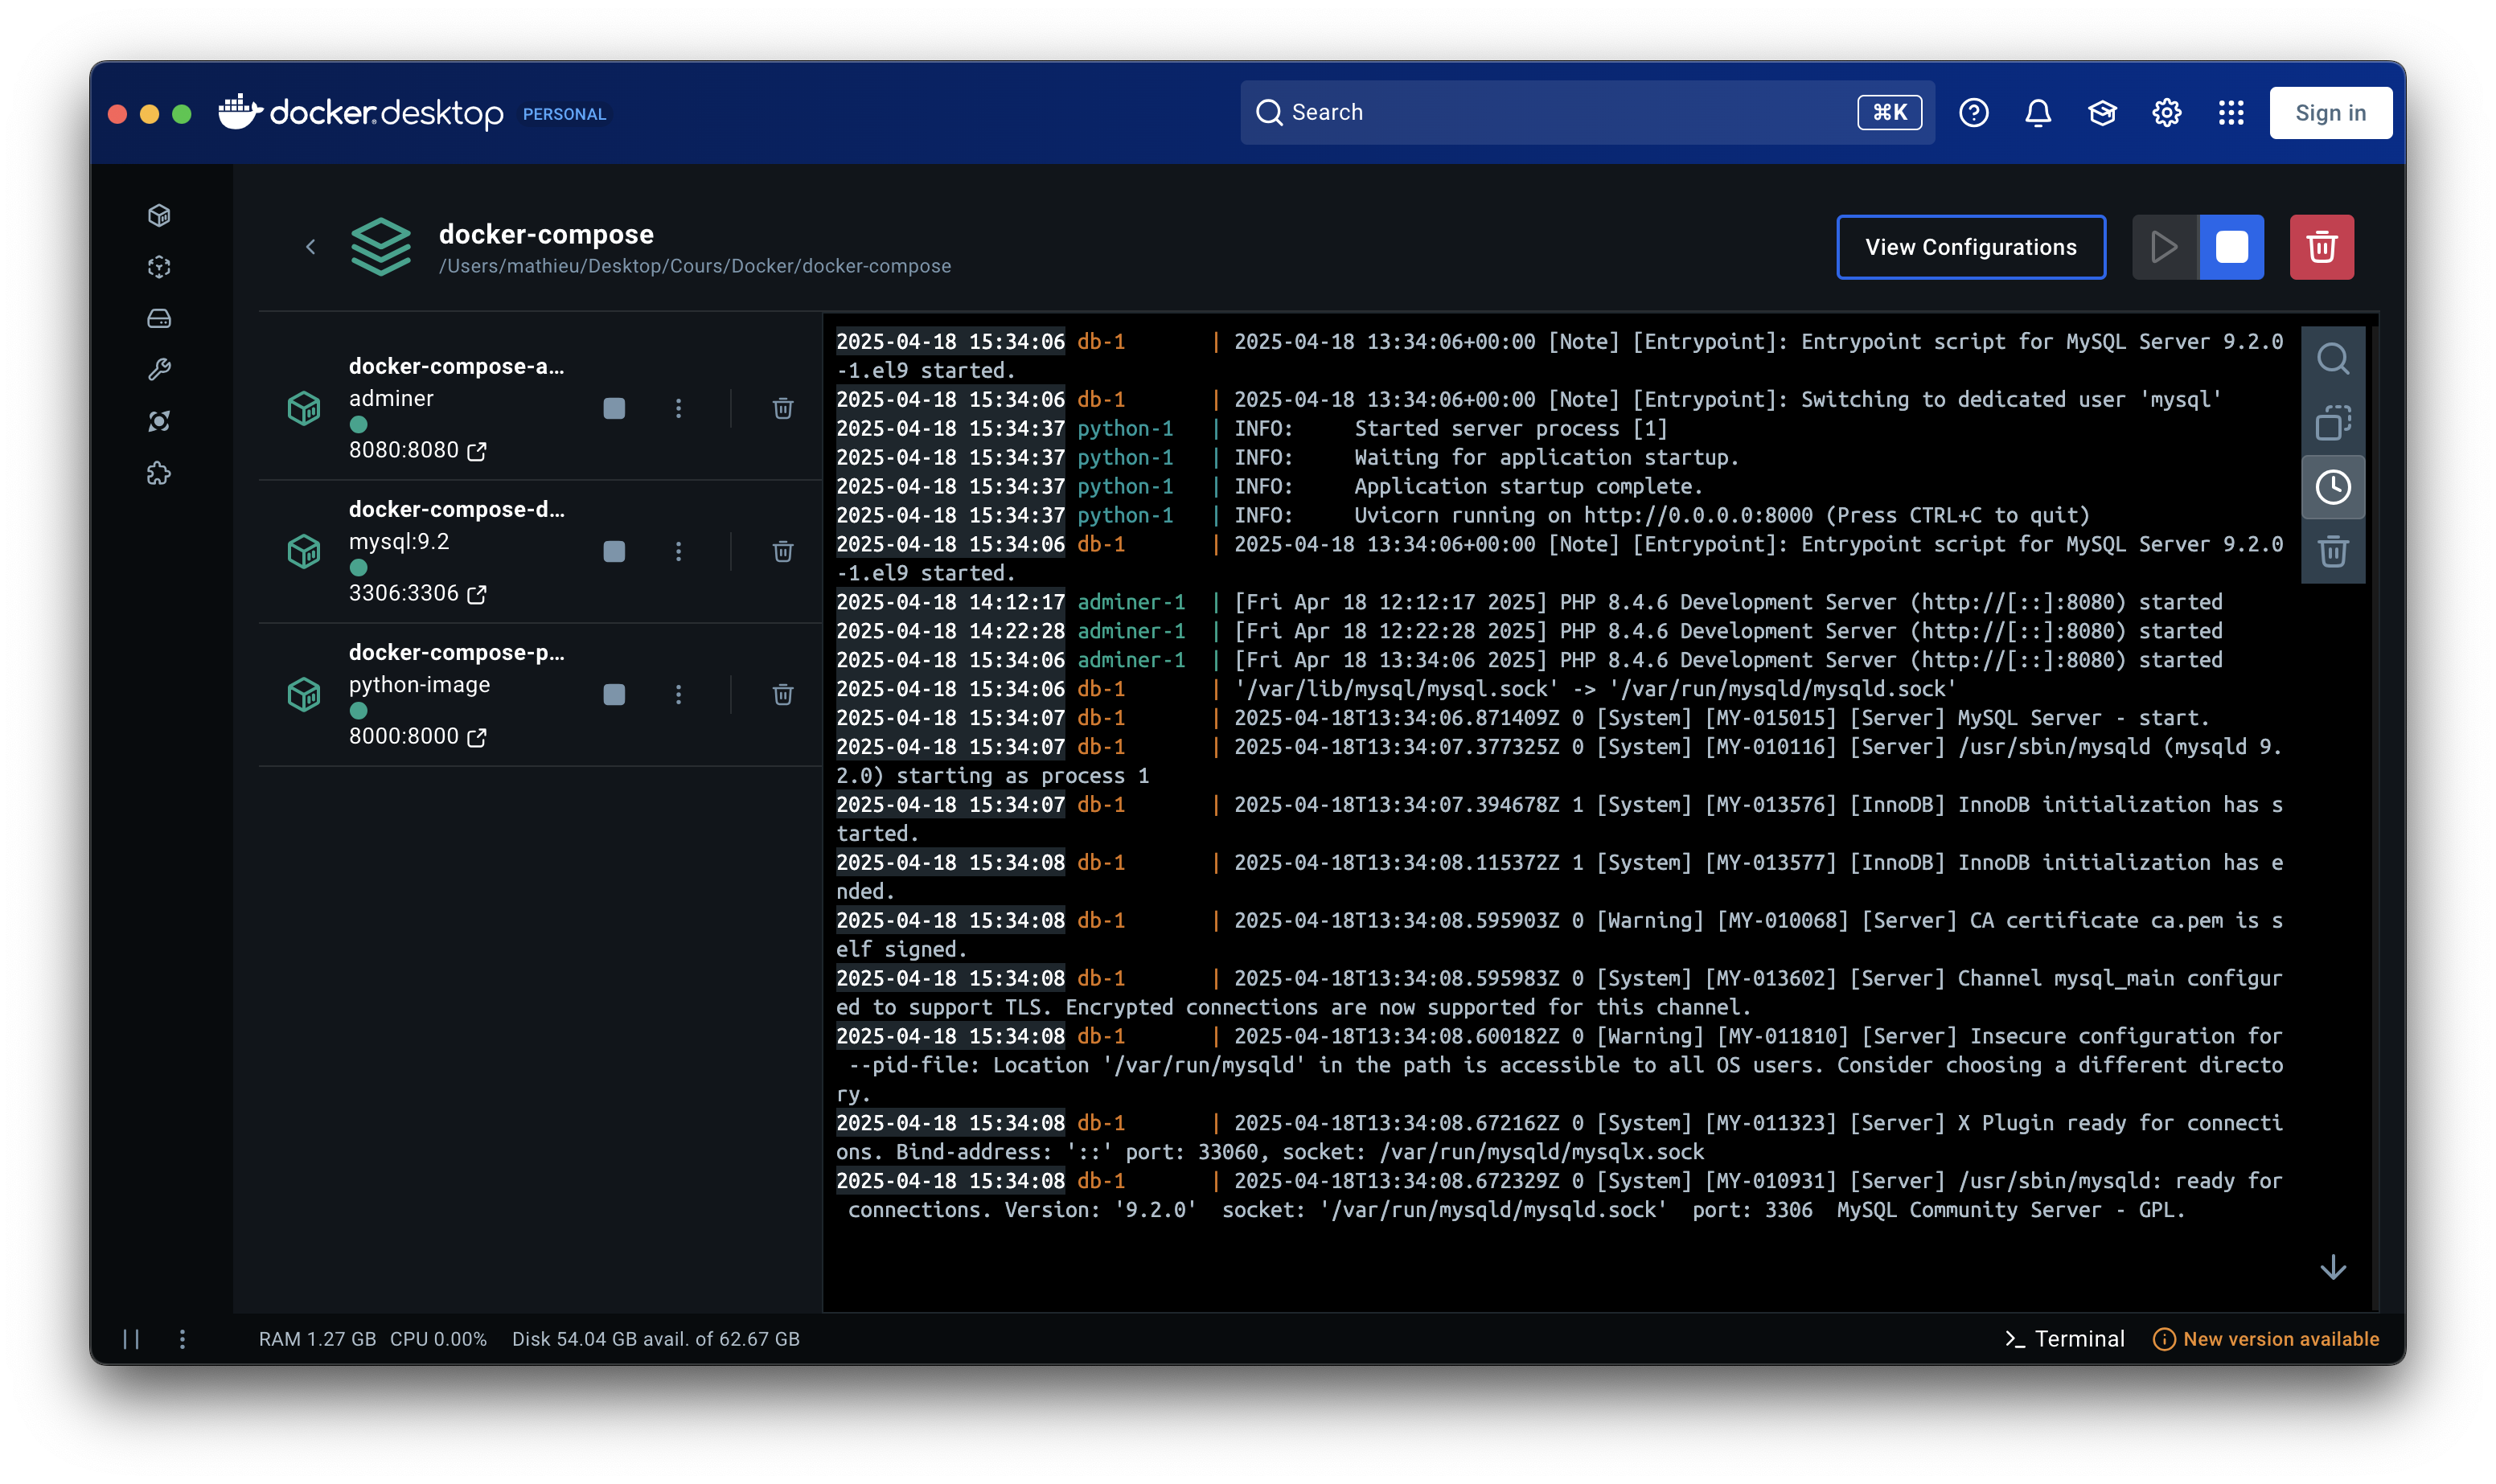 docker desktop PERSONAL
Search
⌘K
Sign in
docker-compose
/Users/mathieu/Desktop/Cours/Docker/docker-compose
View Configurations
docker-compose-a...
adminer
8080:8080
docker-compose-d...
mysql:9.2
3306:3306
docker-compose-p...
python-image
8000:8000
2025-04-18 15:34:06 db-1 | 2025-04-18 13:34:06+00:00 [Note] [Entrypoint]: Entrypoint script for MySQL Server 9.2.0
-1.el9 started.
2025-04-18 15:34:06 db-1 | 2025-04-18 13:34:06+00:00 [Note] [Entrypoint]: Switching to dedicated user 'mysql'
2025-04-18 15:34:37 python-1 | INFO: Started server process [1]
2025-04-18 15:34:37 python-1 | INFO: Waiting for application startup.
2025-04-18 15:34:37 python-1 | INFO: Application startup complete.
2025-04-18 15:34:37 python-1 | INFO: Uvicorn running on http://0.0.0.0:8000 (Press CTRL+C to quit)
2025-04-18 15:34:06 db-1 | 2025-04-18 13:34:06+00:00 [Note] [Entrypoint]: Entrypoint script for MySQL Server 9.2.0
-1.el9 started.
2025-04-18 14:12:17 adminer-1 | [Fri Apr 18 12:12:17 2025] PHP 8.4.6 Development Server (http://[::]:8080) started
2025-04-18 14:22:28 adminer-1 | [Fri Apr 18 12:22:28 2025] PHP 8.4.6 Development Server (http://[::]:8080) started
2025-04-18 15:34:06 adminer-1 | [Fri Apr 18 13:34:06 2025] PHP 8.4.6 Development Server (http://[::]:8080) started
2025-04-18 15:34:06 db-1 | '/var/lib/mysql/mysql.sock' -> '/var/run/mysqld/mysqld.sock'
2025-04-18 15:34:07 db-1 | 2025-04-18T13:34:06.871409Z 0 [System] [MY-015015] [Server] MySQL Server - start.
2025-04-18 15:34:07 db-1 | 2025-04-18T13:34:07.377325Z 0 [System] [MY-010116] [Server] /usr/sbin/mysqld (mysqld 9.
2.0) starting as process 1
2025-04-18 15:34:07 db-1 | 2025-04-18T13:34:07.394678Z 1 [System] [MY-013576] [InnoDB] InnoDB initialization has s
tarted.
2025-04-18 15:34:08 db-1 | 2025-04-18T13:34:08.115372Z 1 [System] [MY-013577] [InnoDB] InnoDB initialization has e
nded.
2025-04-18 15:34:08 db-1 | 2025-04-18T13:34:08.595903Z 0 [Warning] [MY-010068] [Server] CA certificate ca.pem is s
elf signed.
2025-04-18 15:34:08 db-1 | 2025-04-18T13:34:08.595983Z 0 [System] [MY-013602] [Server] Channel mysql_main configur
ed to support TLS. Encrypted connections are now supported for this channel.
2025-04-18 15:34:08 db-1 | 2025-04-18T13:34:08.600182Z 0 [Warning] [MY-011810] [Server] Insecure configuration for
--pid-file: Location '/var/run/mysqld' in the path is accessible to all OS users. Consider choosing a different directo
ry.
2025-04-18 15:34:08 db-1 | 2025-04-18T13:34:08.672162Z 0 [System] [MY-011323] [Server] X Plugin ready for connecti
ons. Bind-address: '::' port: 33060, socket: /var/run/mysqld/mysqlx.sock
2025-04-18 15:34:08 db-1 | 2025-04-18T13:34:08.672329Z 0 [System] [MY-010931] [Server] /usr/sbin/mysqld: ready for
connections. Version: '9.2.0' socket: '/var/run/mysqld/mysqld.sock' port: 3306 MySQL Community Server - GPL.
RAM 1.27 GB CPU 0.00% Disk 54.04 GB avail. of 62.67 GB
>_ Terminal
New version available